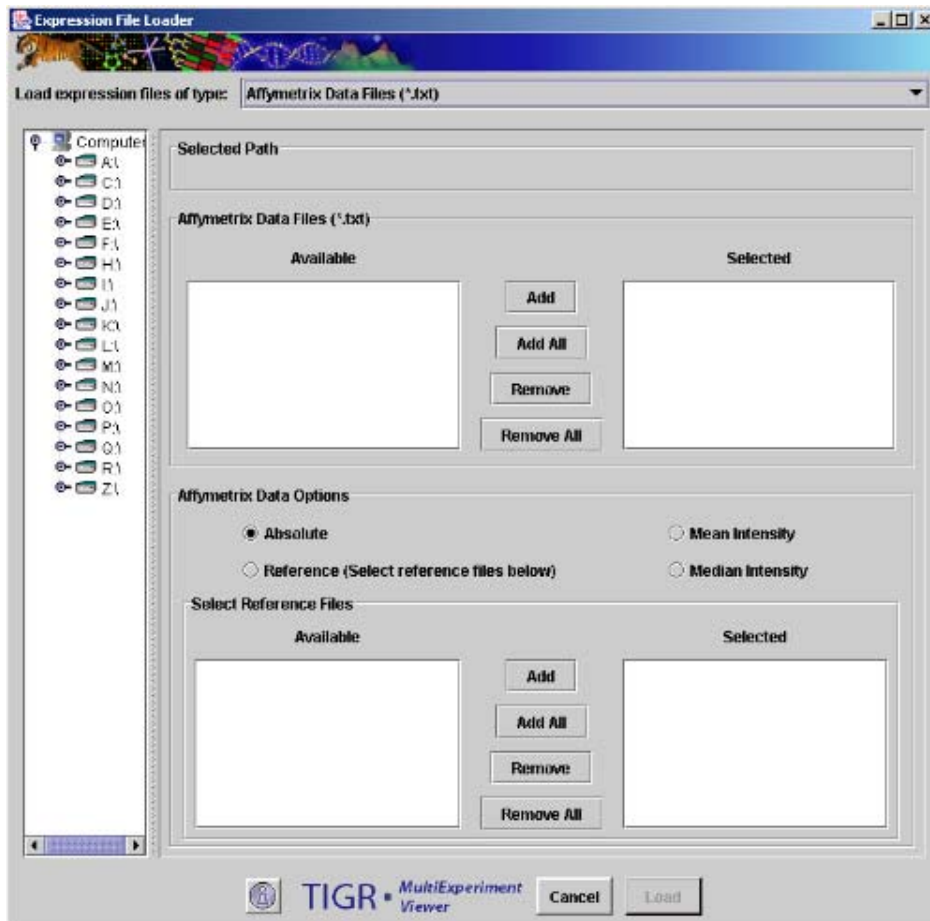 Expression File Loader
Load expression files of type: Affymetrix Data Files (*.txt)
Computer
A:\
C:\
D:\
E:\
F:\
H:\
I:\
J:\
K:\
L:\
M:\
N:\
O:\
P:\
Q:\
R:\
Z:\
Selected Path
Affymetrix Data Files (*.txt)
Available
Selected
Add
Add All
Remove
Remove All
Affymetrix Data Options
Absolute
Mean Intensity
Reference (Select reference files below)
Median Intensity
Select Reference Files
Available
Selected
Add
Add All
Remove
Remove All
TIGR • MultiExperiment Viewer
Cancel
Load